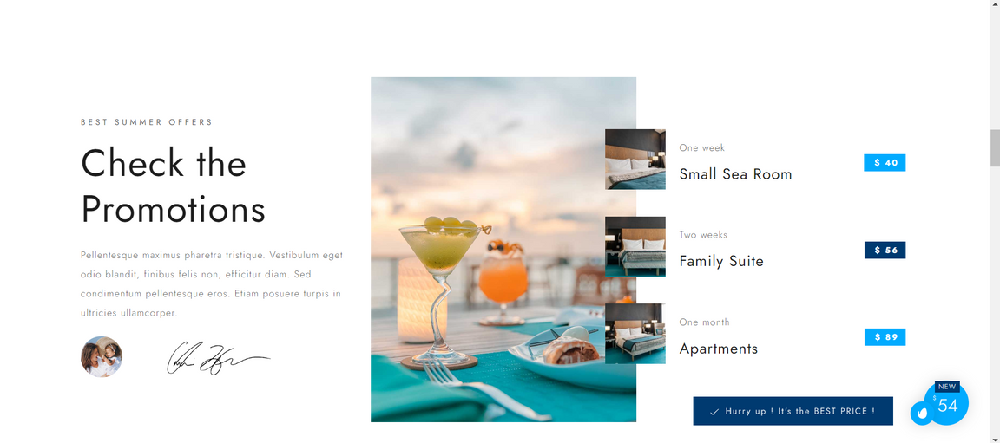 BEST SUMMER OFFERS
Check the
Promotions
Pellentesque maximus pharetra tristique. Vestibulum eget
odio blandit, finibus felis non, efficitur diam. Sed
condimentum pellentesque eros. Etiam posuere turpis in
ultricies ullamcorper.
One week
Small Sea Room
$ 40
Two weeks
Family Suite
$ 56
One month
Apartments
$ 89
Hurry up ! It's the BEST PRICE !
NEW
$ 54